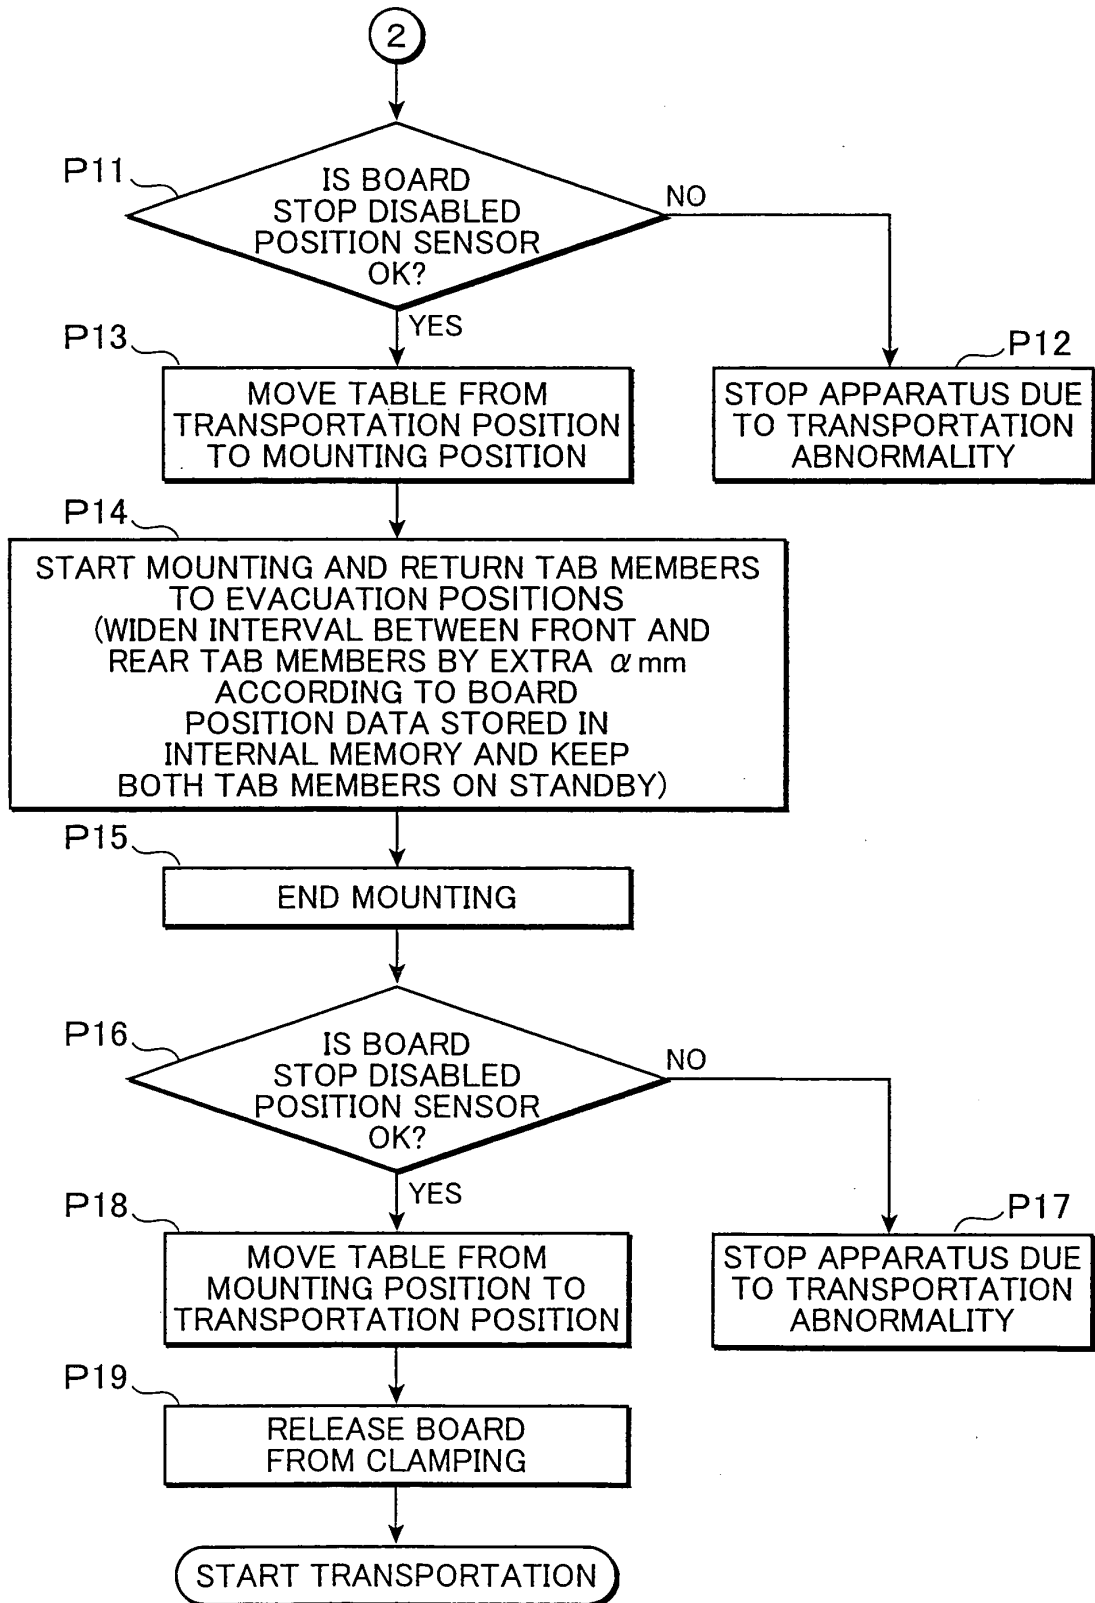 2
P11
IS BOARD
STOP DISABLED
POSITION SENSOR
OK?
NO
YES
P13
MOVE TABLE FROM
TRANSPORTATION POSITION
TO MOUNTING POSITION
P12
STOP APPARATUS DUE
TO TRANSPORTATION
ABNORMALITY
P14
START MOUNTING AND RETURN TAB MEMBERS
TO EVACUATION POSITIONS
(WIDEN INTERVAL BETWEEN FRONT AND
REAR TAB MEMBERS BY EXTRA α mm
ACCORDING TO BOARD
POSITION DATA STORED IN
INTERNAL MEMORY AND KEEP
BOTH TAB MEMBERS ON STANDBY)
P15
END MOUNTING
P16
IS BOARD
STOP DISABLED
POSITION SENSOR
OK?
NO
YES
P18
MOVE TABLE FROM
MOUNTING POSITION TO
TRANSPORTATION POSITION
P17
STOP APPARATUS DUE
TO TRANSPORTATION
ABNORMALITY
P19
RELEASE BOARD
FROM CLAMPING
START TRANSPORTATION